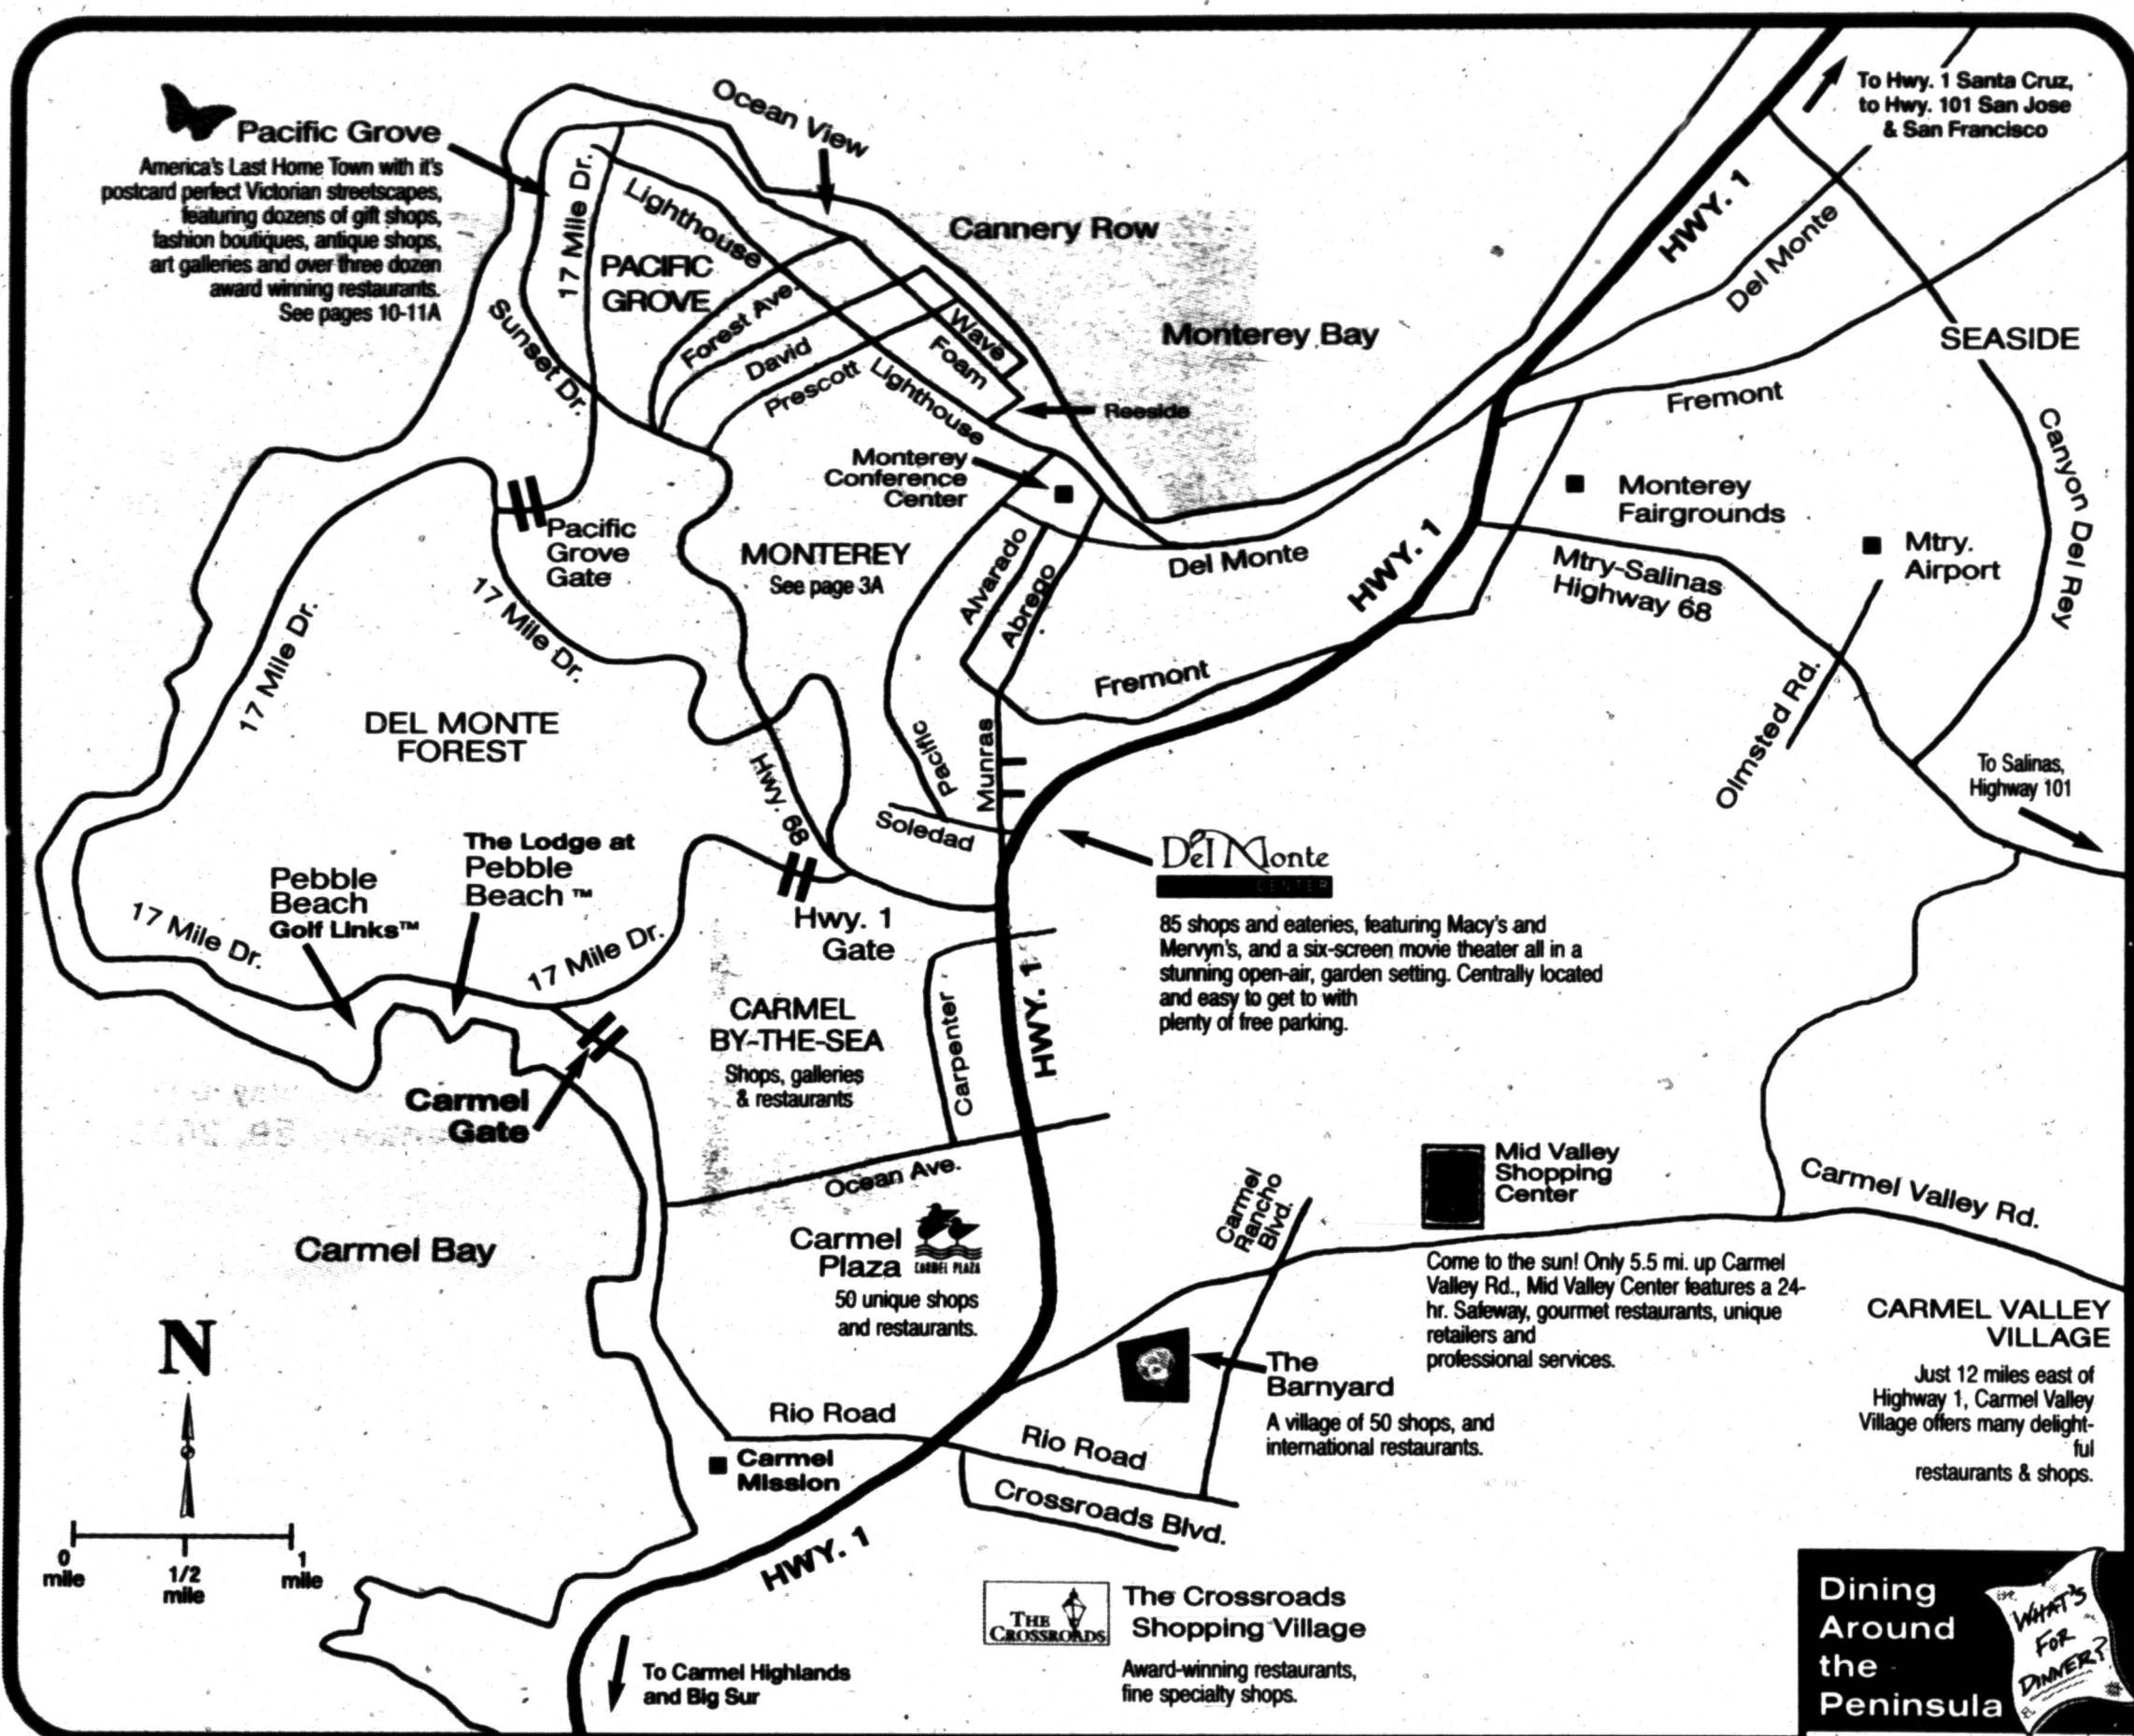 Pacific Grove
America's Last Home Town with it's
postcard perfect Victorian streetscapes,
featuring dozens of gift shops,
fashion boutiques, antique shops,
art galleries and over three dozen
award winning restaurants.
See pages 10-11A
Ocean View
To Hwy. 1 Santa Cruz,
to Hwy. 101 San Jose
& San Francisco
HWY. 1
Del Monte
17 Mile Dr.
Lighthouse
PACIFIC
GROVE
Cannery Row
Monterey Bay
SEASIDE
Sunset Dr.
Forest Ave.
David
Prescott
Wave
Foam
Lighthouse
Reeside
Fremont
Canyon Del Rey
Monterey
Conference
Center
Monterey
Fairgrounds
Mtry.
Airport
Pacific
Grove
Gate
MONTEREY
See page 3A
Alvarado
Abrego
Del Monte
HWY. 1
Mtry-Salinas
Highway 68
17 Mile Dr.
17 Mile Dr.
Fremont
Olmsted Rd.
DEL MONTE
FOREST
Pacific
Munras
Hwy. 68
Soledad
To Salinas,
Highway 101
Del Monte
CENTER
85 shops and eateries, featuring Macy's and
Mervyn's, and a six-screen movie theater all in a
stunning open-air, garden setting. Centrally located
and easy to get to with
plenty of free parking.
The Lodge at
Pebble
Beach ™
Pebble
Beach
Golf Links™
17 Mile Dr.
17 Mile Dr.
Hwy. 1
Gate
HWY. 1
Carpenter
CARMEL
BY-THE-SEA
Shops, galleries
& restaurants
Carmel
Gate
Ocean Ave.
Carmel Bay
Carmel
Plaza
CARMEL PLAZA
50 unique shops
and restaurants.
Carmel
Rancho
Blvd.
Mid Valley
Shopping
Center
Carmel Valley Rd.
Come to the sun! Only 5.5 mi. up Carmel
Valley Rd., Mid Valley Center features a 24-
hr. Safeway, gourmet restaurants, unique
retailers and
professional services.
CARMEL VALLEY
VILLAGE
Just 12 miles east of
Highway 1, Carmel Valley
Village offers many delight-
ful
restaurants & shops.
The
Barnyard
A village of 50 shops, and
international restaurants.
N
Rio Road
Rio Road
Carmel
Mission
Crossroads Blvd.
HWY. 1
0
mile
1/2
mile
1
mile
THE
CROSSROADS
The Crossroads
Shopping Village
Award-winning restaurants,
fine specialty shops.
To Carmel Highlands
and Big Sur
Dining
Around
the
Peninsula
WHAT'S
FOR
DINNER?